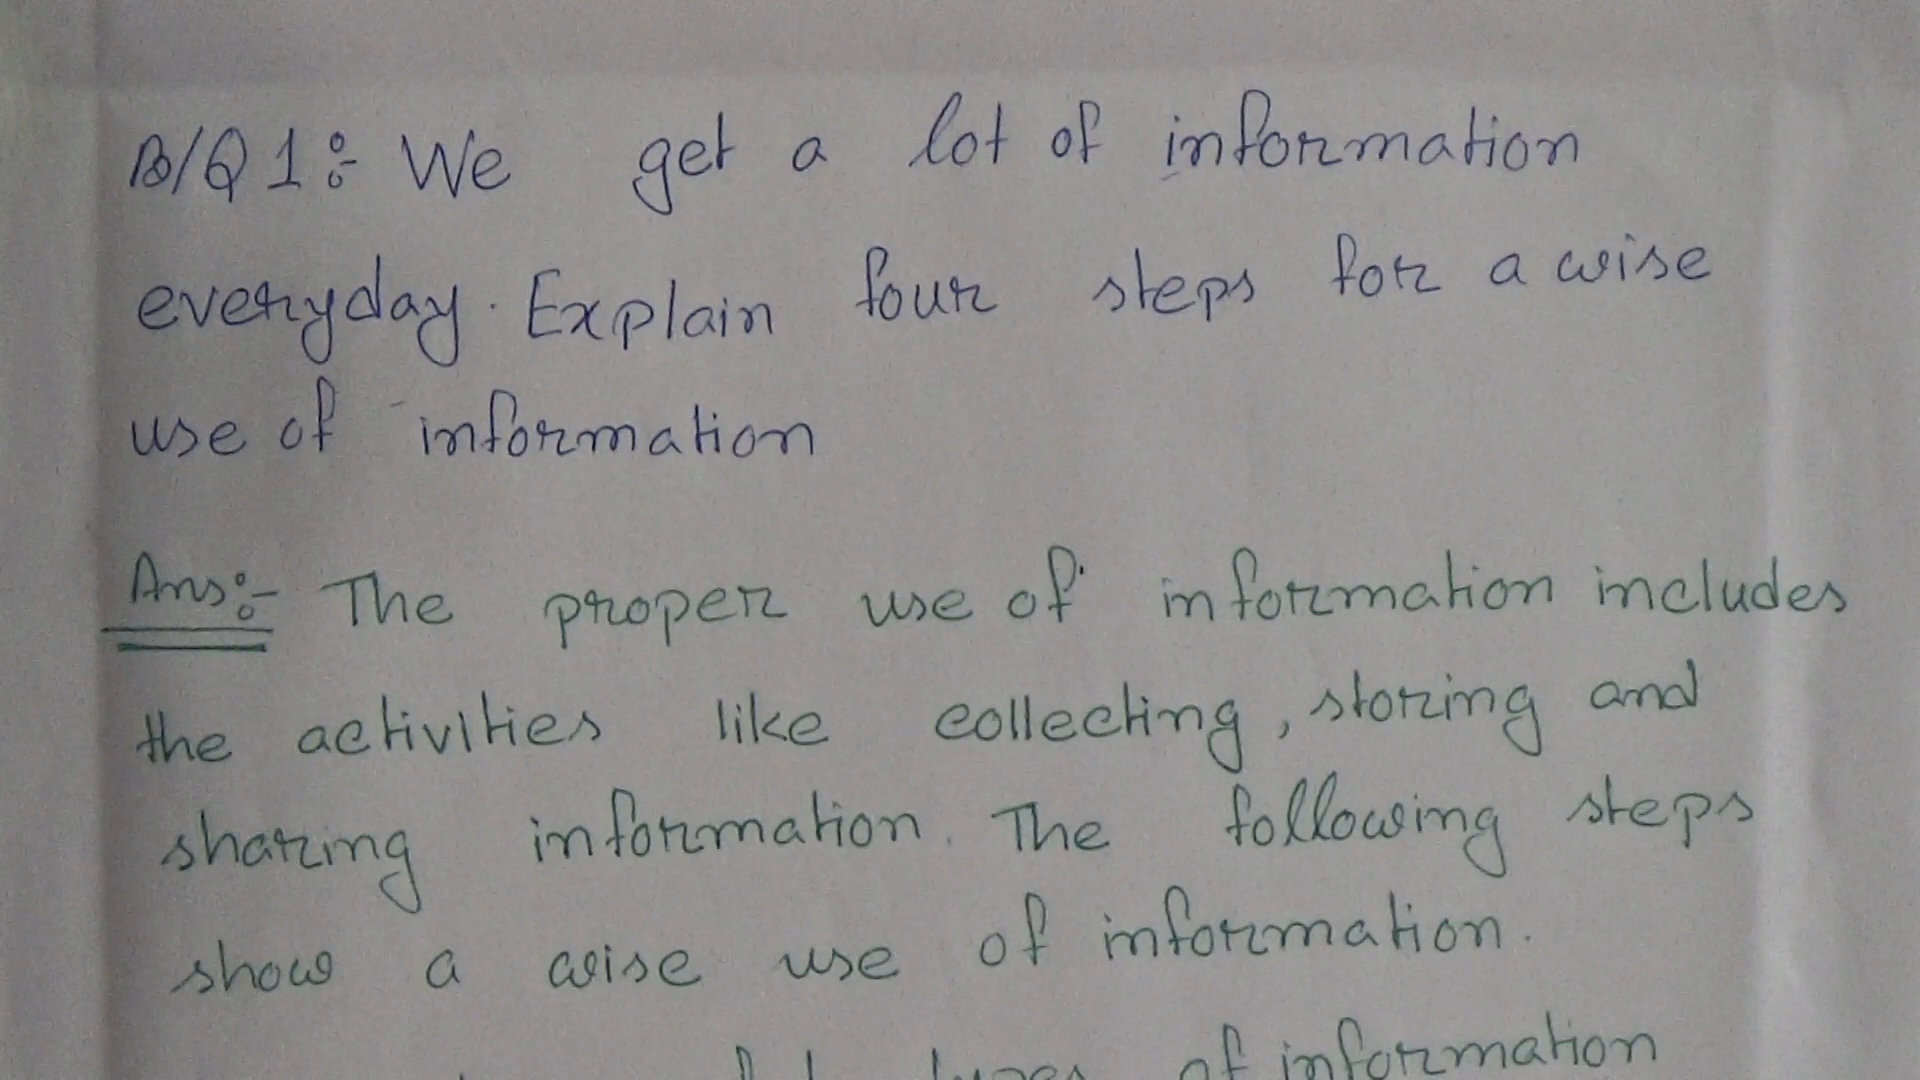 B/Q1: We get a lot of information
everyday. Explain four steps for a wise
use of information
Ans:- The proper use of information includes
the activities like collecting, storing and
sharing information. The following steps
show a wise use of information.
of information